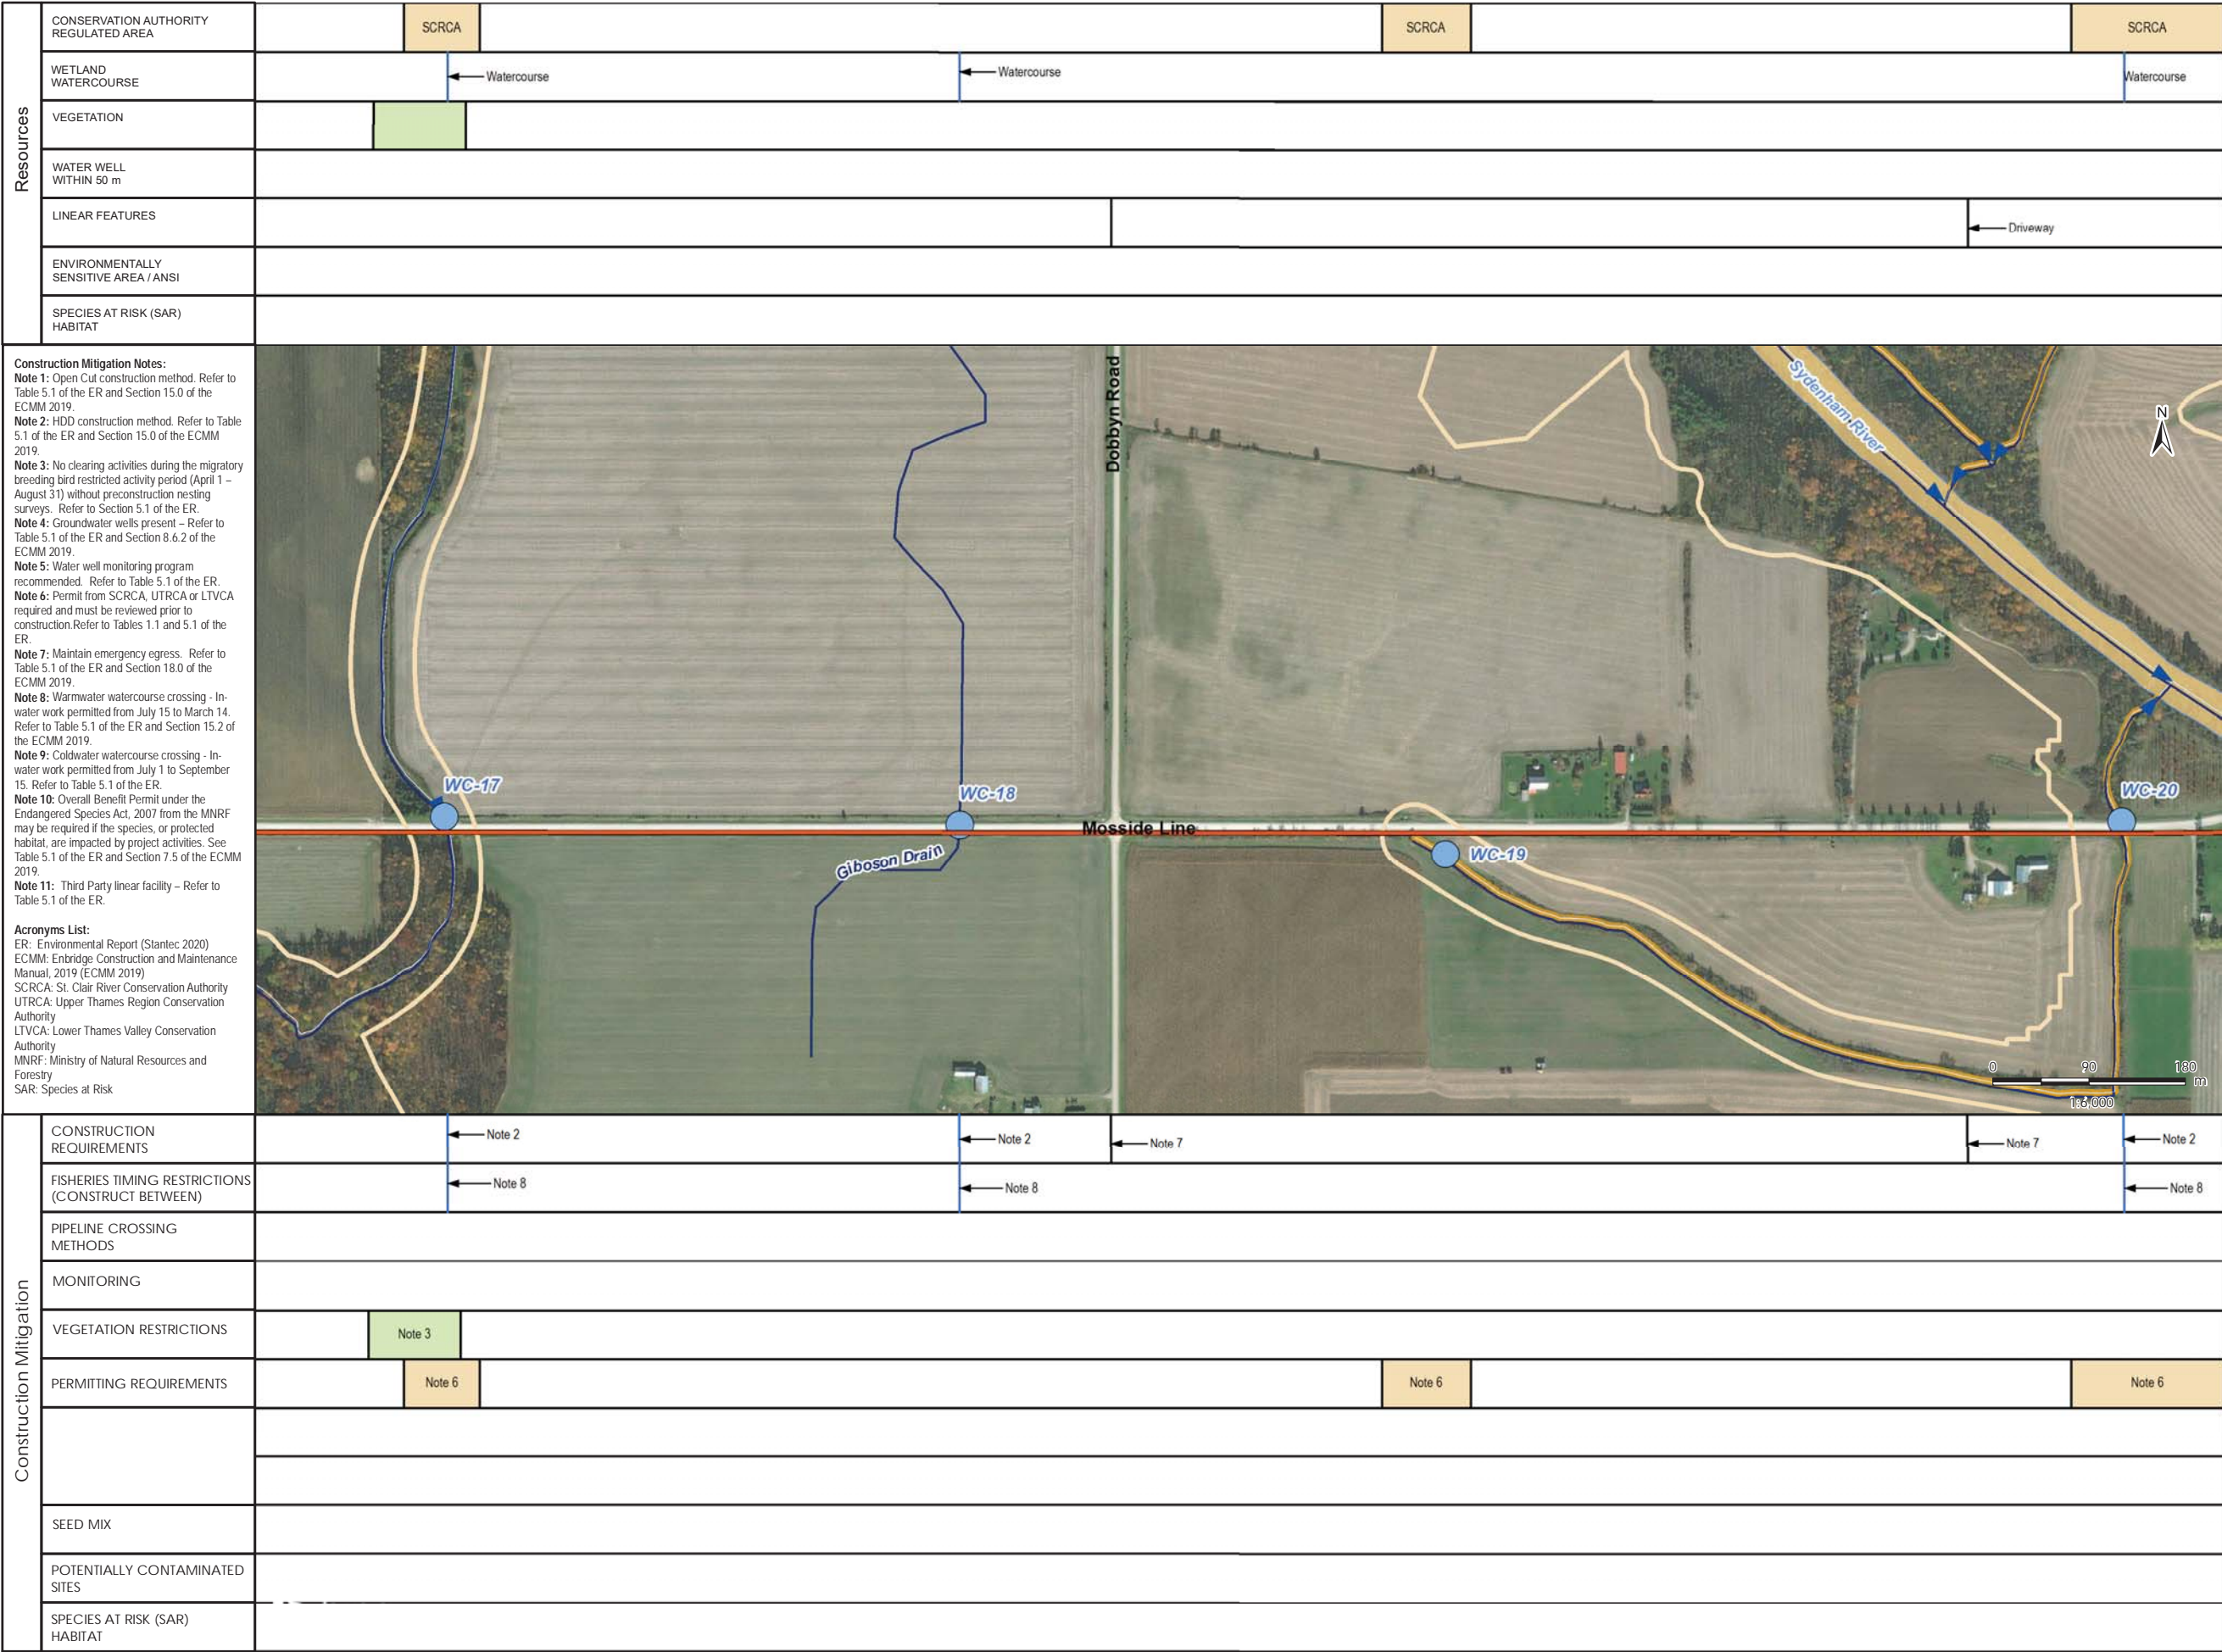 Resources
CONSERVATION AUTHORITY
REGULATED AREA
SCRCA
SCRCA
SCRCA
WETLAND
WATERCOURSE
Watercourse
Watercourse
Watercourse
VEGETATION
WATER WELL
WITHIN 50 m
LINEAR FEATURES
Driveway
ENVIRONMENTALLY
SENSITIVE AREA / ANSI
SPECIES AT RISK (SAR)
HABITAT
Construction Mitigation Notes:
Note 1: Open Cut construction method. Refer to
Table 5.1 of the ER and Section 15.0 of the
ECMM 2019.
Note 2: HDD construction method. Refer to Table
5.1 of the ER and Section 15.0 of the ECMM
2019.
Note 3: No clearing activities during the migratory
breeding bird restricted activity period (April 1 –
August 31) without preconstruction nesting
surveys. Refer to Section 5.1 of the ER.
Note 4: Groundwater wells present – Refer to
Table 5.1 of the ER and Section 8.6.2 of the
ECMM 2019.
Note 5: Water well monitoring program
recommended. Refer to Table 5.1 of the ER.
Note 6: Permit from SCRCA, UTRCA or LTVCA
required and must be reviewed prior to
construction.Refer to Tables 1.1 and 5.1 of the
ER.
Note 7: Maintain emergency egress. Refer to
Table 5.1 of the ER and Section 18.0 of the
ECMM 2019.
Note 8: Warmwater watercourse crossing - In-
water work permitted from July 15 to March 14.
Refer to Table 5.1 of the ER and Section 15.2 of
the ECMM 2019.
Note 9: Coldwater watercourse crossing - In-
water work permitted from July 1 to September
15. Refer to Table 5.1 of the ER.
Note 10: Overall Benefit Permit under the
Endangered Species Act, 2007 from the MNRF
may be required if the species, or protected
habitat, are impacted by project activities. See
Table 5.1 of the ER and Section 7.5 of the ECMM
2019.
Note 11: Third Party linear facility – Refer to
Table 5.1 of the ER.
Acronyms List:
ER: Environmental Report (Stantec 2020)
ECMM: Enbridge Construction and Maintenance
Manual, 2019 (ECMM 2019)
SCRCA: St. Clair River Conservation Authority
UTRCA: Upper Thames Region Conservation
Authority
LTVCA: Lower Thames Valley Conservation
Authority
MNRF: Ministry of Natural Resources and
Forestry
SAR: Species at Risk
Dobbyn Road
Sydenham River
N
WC-17
WC-18
WC-20
Mosside Line
Giboson Drain
WC-19
0 90 180
m
1:6,000
Construction Mitigation
CONSTRUCTION
REQUIREMENTS
Note 2
Note 2
Note 7
Note 7
Note 2
FISHERIES TIMING RESTRICTIONS
(CONSTRUCT BETWEEN)
Note 8
Note 8
Note 8
PIPELINE CROSSING
METHODS
MONITORING
VEGETATION RESTRICTIONS
Note 3
PERMITTING REQUIREMENTS
Note 6
Note 6
Note 6
SEED MIX
POTENTIALLY CONTAMINATED
SITES
SPECIES AT RISK (SAR)
HABITAT